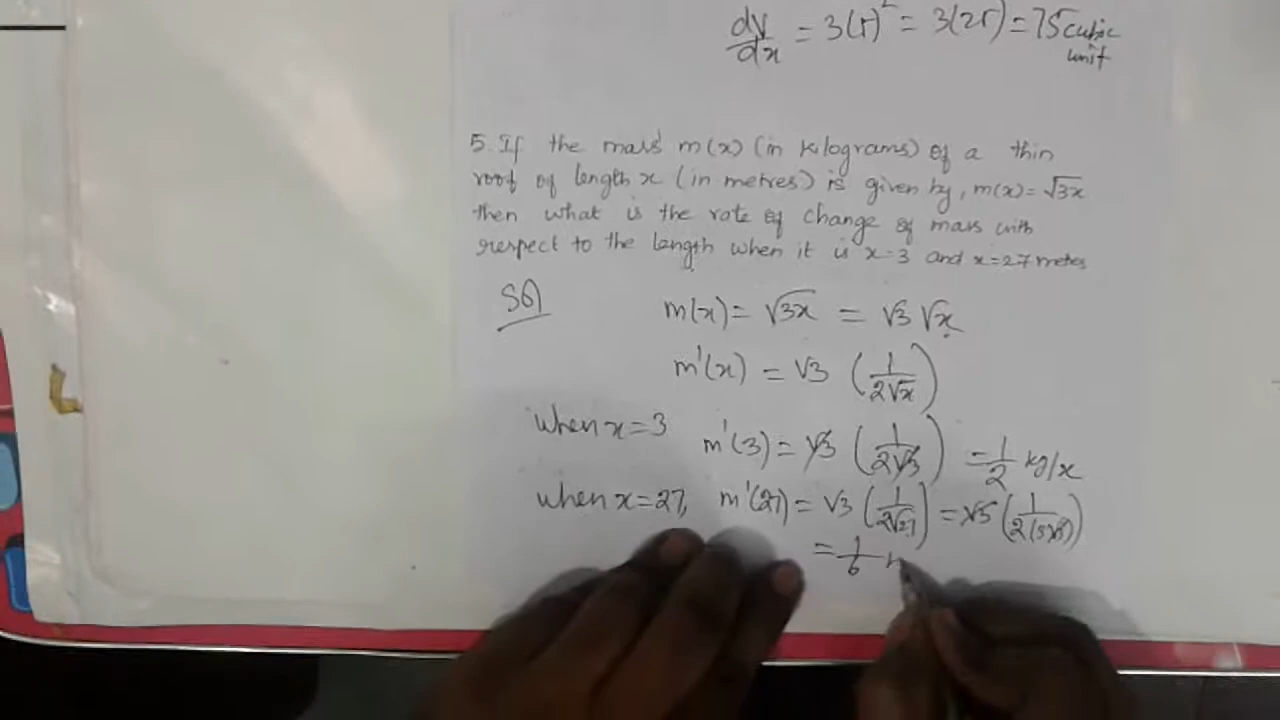 dy/dx = 3(5)² = 3(25) = 75 cubic
unit
5. If the mass m(x) (in kilograms) of a thin
roof of length x (in metres) is given by, m(x) = √3x
then what is the rate of change of mass with
respect to the length when it is x=3 and x=27 metres
Sol
m(x) = √3x = √3 √x
m'(x) = √3 (1/2√x)
when x=3 m'(3) = √3 (1/2√3) = 1/2 kg/x
when x=27, m'(27) = √3 (1/2√27) = √3 (1/2(3√3))
= 1/6